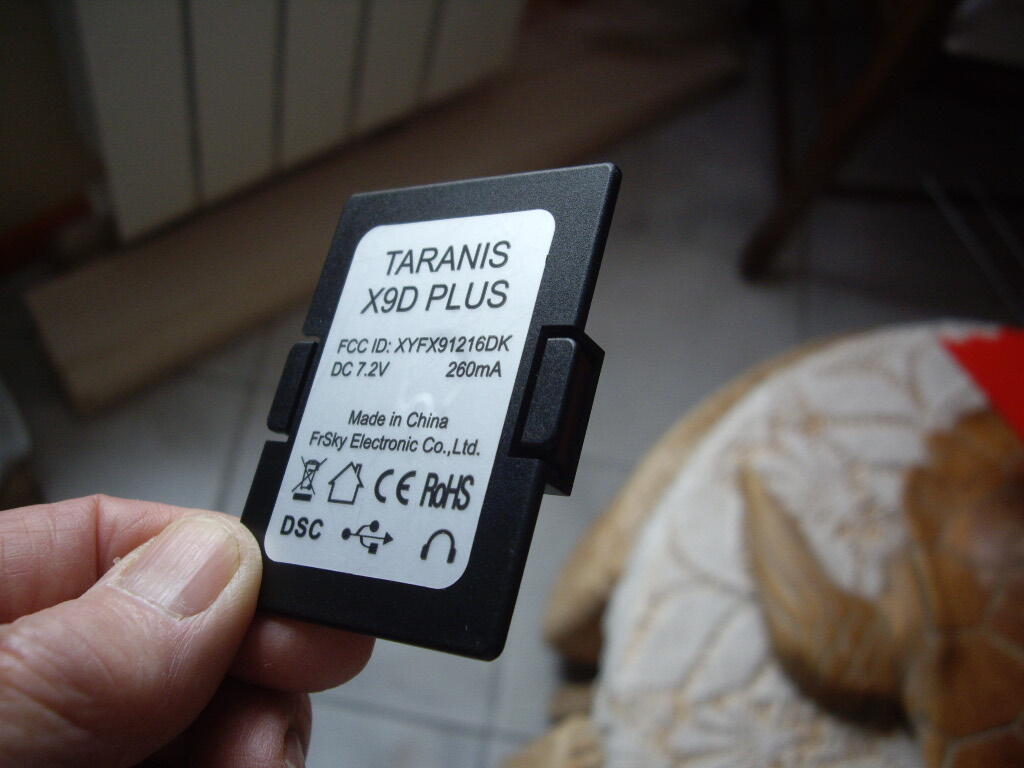 TARANIS
X9D PLUS
FCC ID: XYFX91216DK
DC 7.2V 260mA
Made in China
FrSky Electronic Co.,Ltd.
CE RoHS
DSC